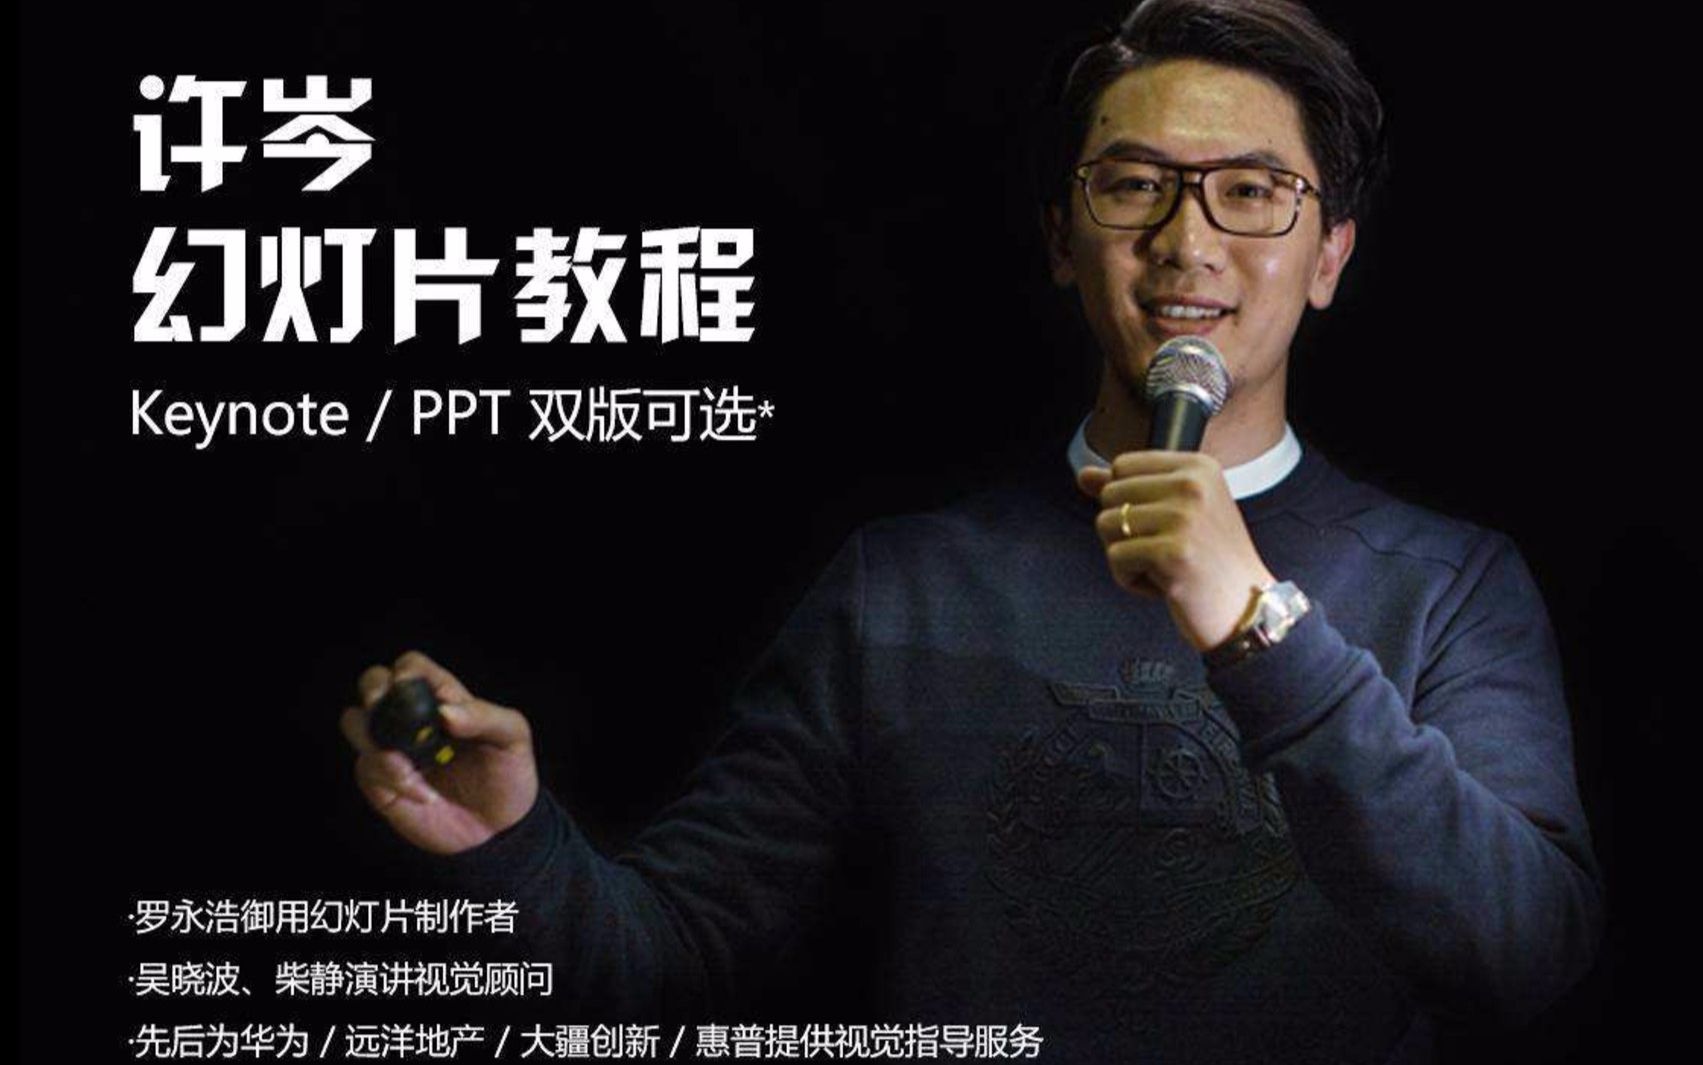 许岑
幻灯片教程
Keynote / PPT 双版可选*
·罗永浩御用幻灯片制作者
·吴晓波、柴静演讲视觉顾问
·先后为华为 / 远洋地产 / 大疆创新 / 惠普提供视觉指导服务